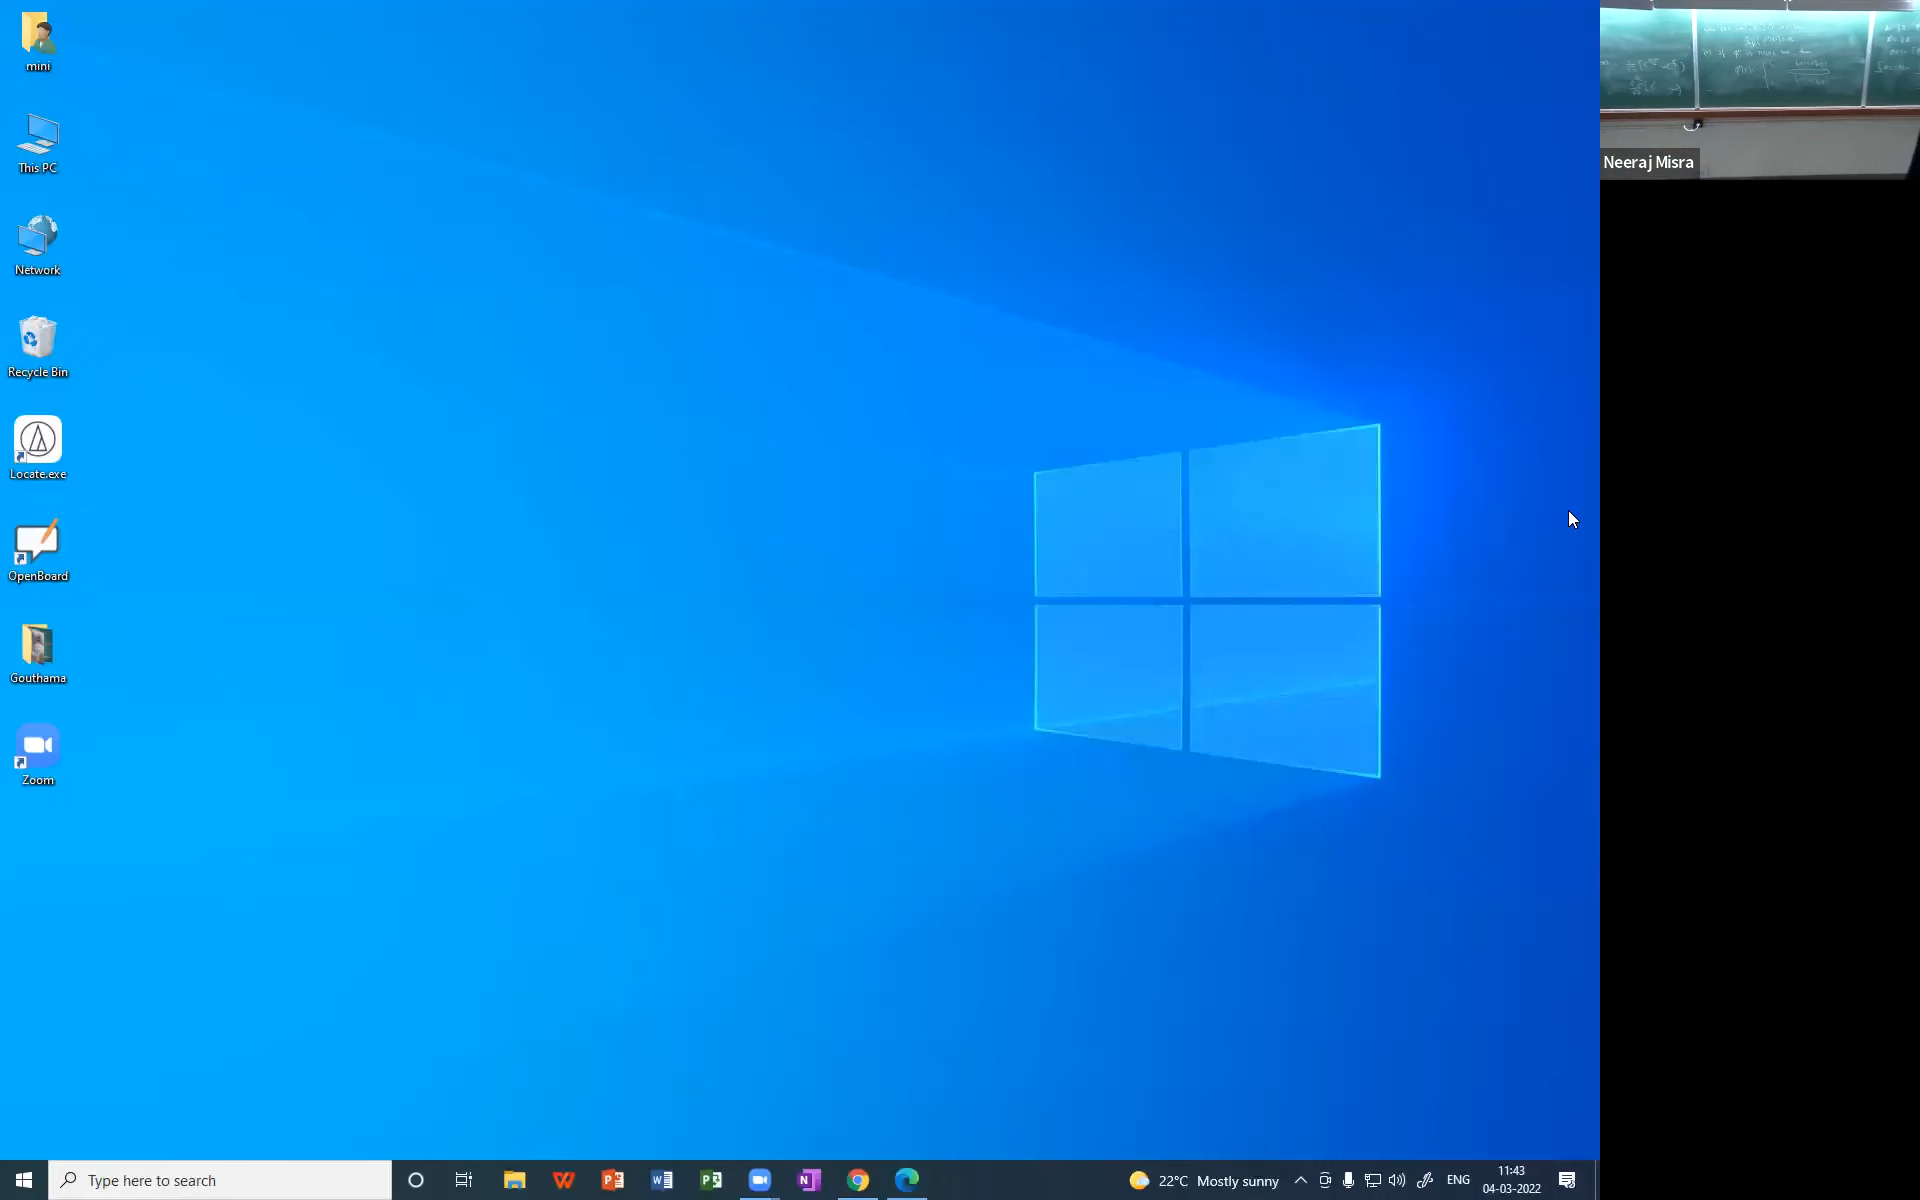 mini
This PC
Network
Recycle Bin
Locate.exe
OpenBoard
Gouthama
Zoom
Neeraj Misra
Type here to search
22°C Mostly sunny
ENG
11:43
04-03-2022